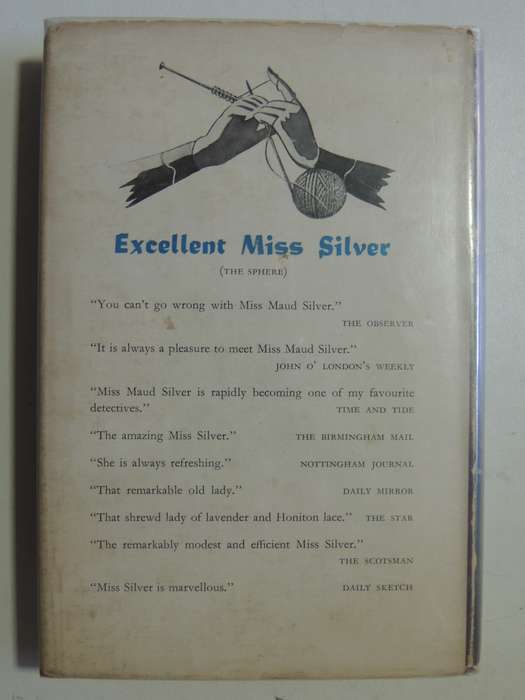 Excellent Miss Silver
(THE SPHERE)
"You can't go wrong with Miss Maud Silver."
THE OBSERVER
"It is always a pleasure to meet Miss Maud Silver."
JOHN O' LONDON'S WEEKLY
"Miss Maud Silver is rapidly becoming one of my favourite
detectives." TIME AND TIDE
"The amazing Miss Silver." THE BIRMINGHAM MAIL
"She is always refreshing." NOTTINGHAM JOURNAL
"That remarkable old lady." DAILY MIRROR
"That shrewd lady of lavender and Honiton lace." THE STAR
"The remarkably modest and efficient Miss Silver."
THE SCOTSMAN
"Miss Silver is marvellous." DAILY SKETCH